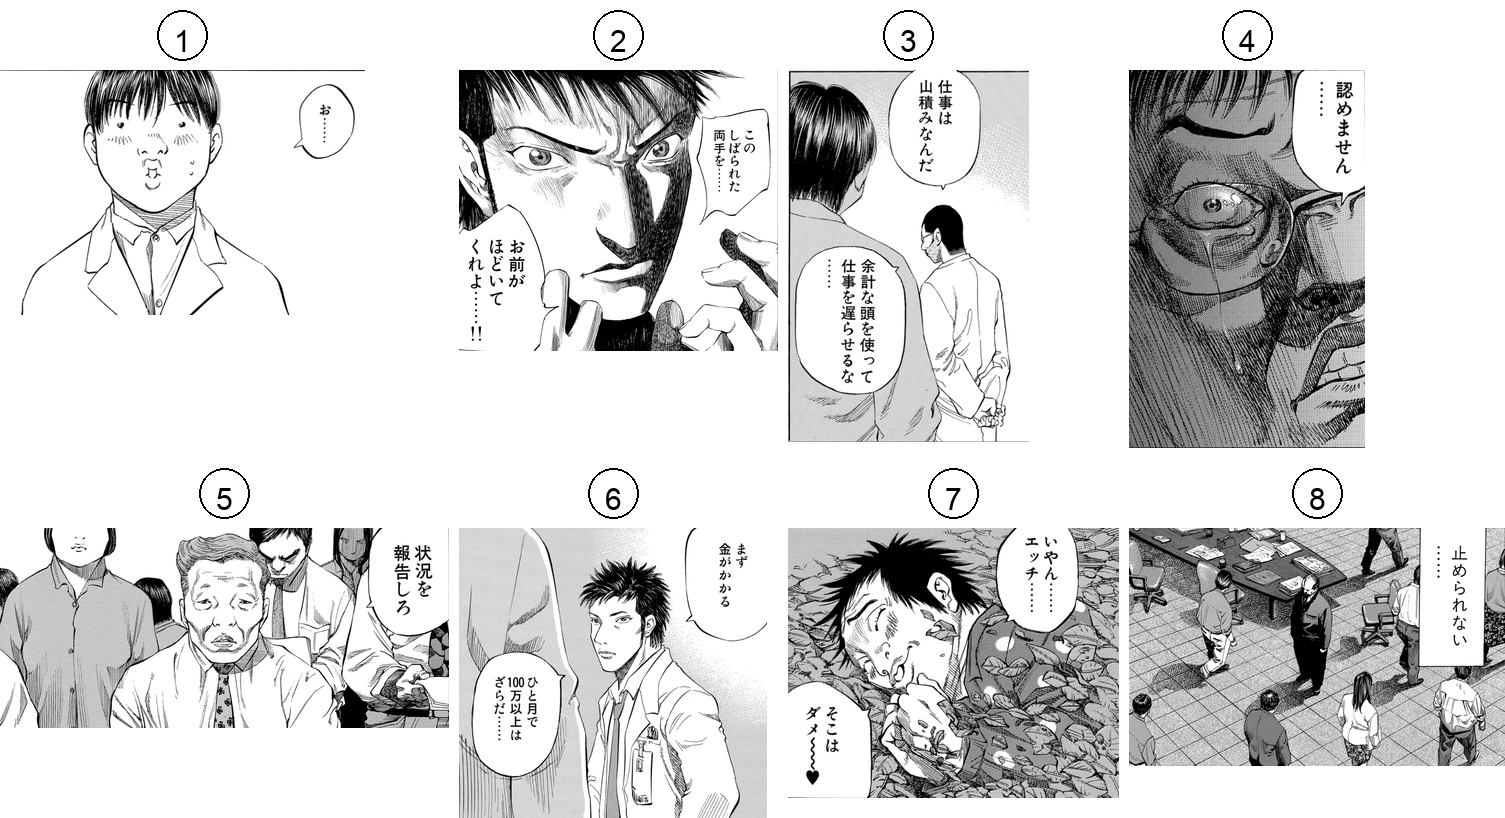 1
お……
2
この
しばられた
両手を……
お前が
ほどいて
くれよ……!!
3
仕事は
山積みなんだ
余計な頭を使って
仕事を遅らせるな
……
4
認めません
……
5
状況を
報告しろ
6
まず
金がかかる
ひと月で
100万以上は
ざらだ……
7
いやん……
エッチ……
そこは
ダメ〜〜〜♥
8
止められない
……